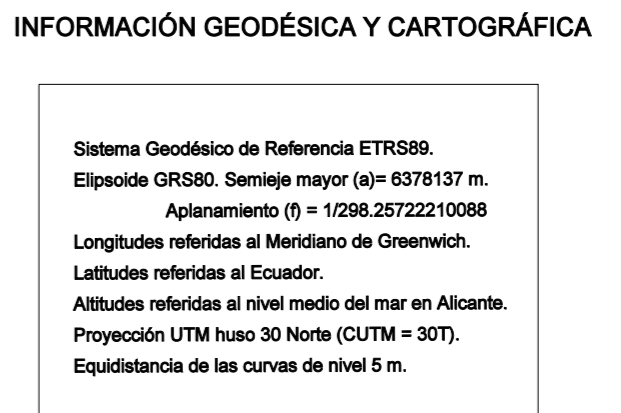 INFORMACIÓN GEODÉSICA Y CARTOGRÁFICA
Sistema Geodésico de Referencia ETRS89.
Elipsoide GRS80. Semieje mayor (a)= 6378137 m.
Aplanamiento (f) = 1/298.25722210088
Longitudes referidas al Meridiano de Greenwich.
Latitudes referidas al Ecuador.
Altitudes referidas al nivel medio del mar en Alicante.
Proyección UTM huso 30 Norte (CUTM = 30T).
Equidistancia de las curvas de nivel 5 m.